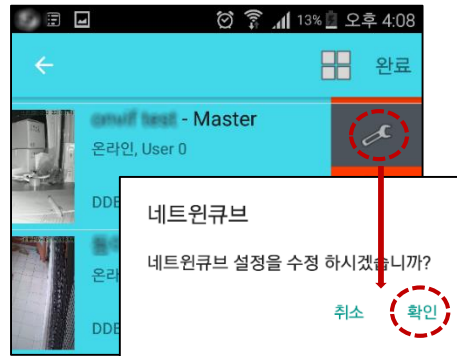 13% 오후 4:08
완료
- Master
온라인, User 0
DDE
온라
DDE
네트윈큐브
네트윈큐브 설정을 수정 하시겠습니까?
취소 확인